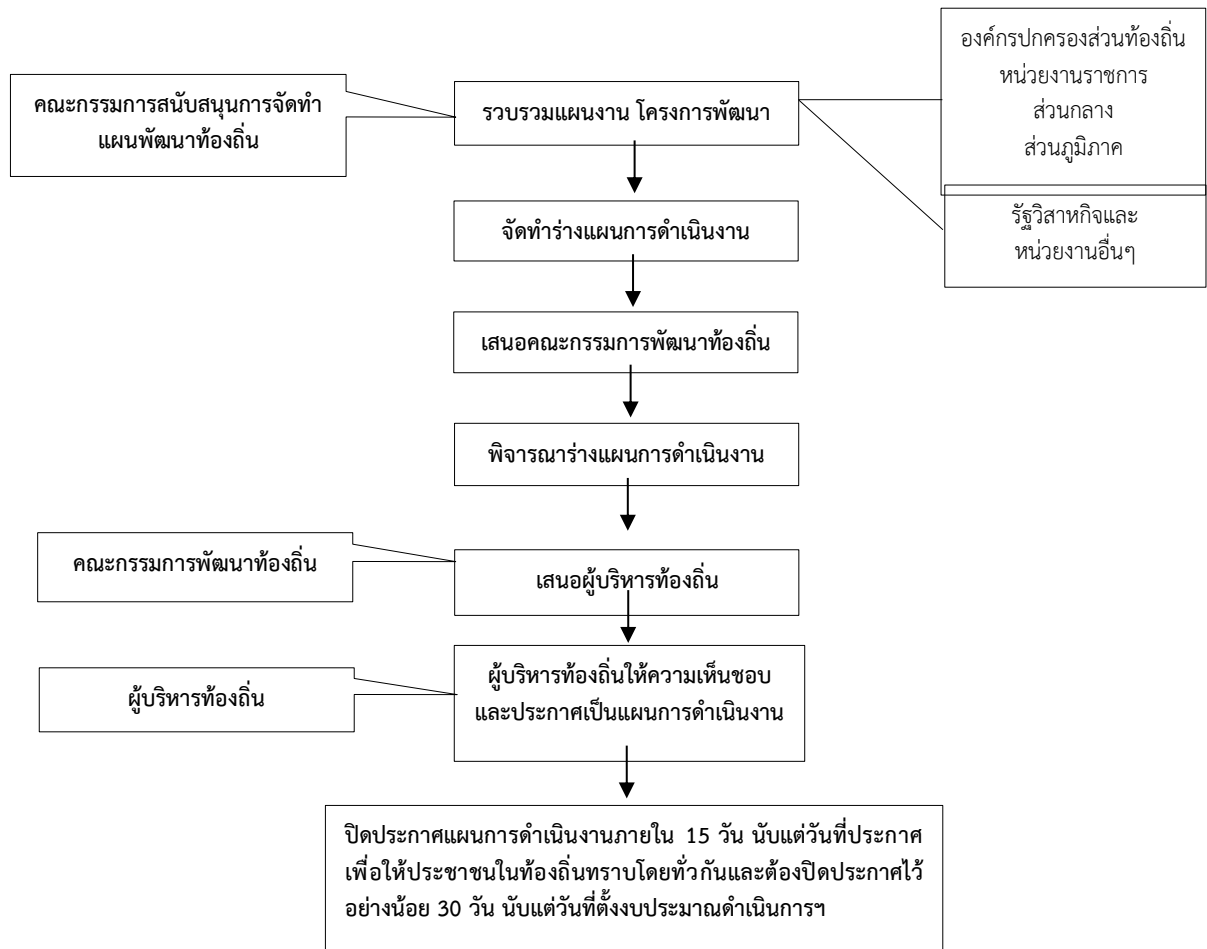 องค์กรปกครองส่วนท้องถิ่น
หน่วยงานราชการ
ส่วนกลาง
ส่วนภูมิภาค
คณะกรรมการสนับสนุนการจัดทำ
แผนพัฒนาท้องถิ่น
รวบรวมแผนงาน โครงการพัฒนา
รัฐวิสาหกิจและ
หน่วยงานอื่นๆ
จัดทำร่างแผนการดำเนินงาน
เสนอคณะกรรมการพัฒนาท้องถิ่น
พิจารณาร่างแผนการดำเนินงาน
คณะกรรมการพัฒนาท้องถิ่น
เสนอผู้บริหารท้องถิ่น
ผู้บริหารท้องถิ่น
ผู้บริหารท้องถิ่นให้ความเห็นชอบ
และประกาศเป็นแผนการดำเนินงาน
ปิดประกาศแผนการดำเนินงานภายใน 15 วัน นับแต่วันที่ประกาศ
เพื่อให้ประชาชนในท้องถิ่นทราบโดยทั่วกันและต้องปิดประกาศไว้
อย่างน้อย 30 วัน นับแต่วันที่ตั้งงบประมาณดำเนินการฯ